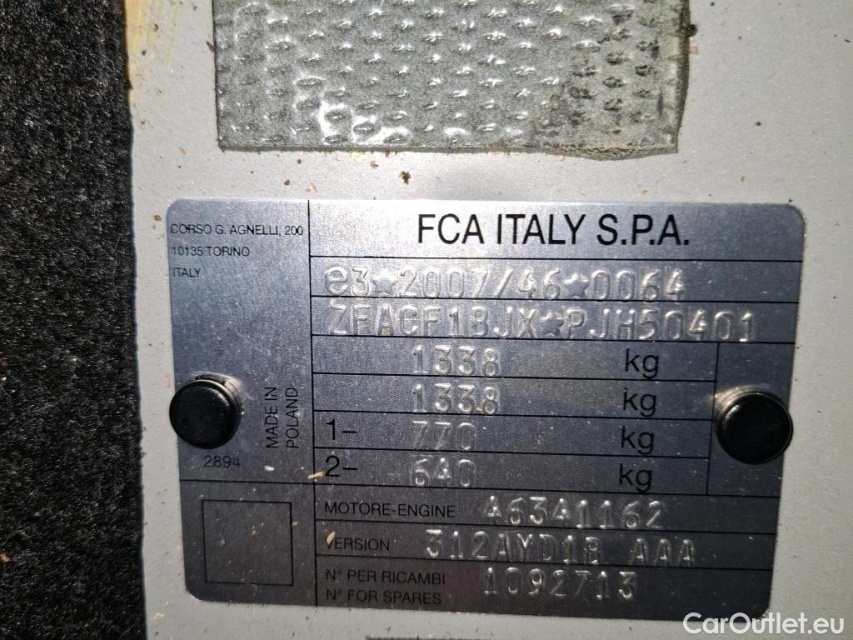 CORSO G. AGNELLI, 200
10135 TORINO
ITALY
FCA ITALY S.P.A.
e3★2007/46★0064
ZFACF1BJX★PJH50401
1338 kg
1338 kg
1- 770 kg
2- 640 kg
MADE IN
POLAND
2894
MOTORE-ENGINE 46341162
VERSION 312AYD1B AAA
N° PER RICAMBI
N° FOR SPARES
1092713
CarOutlet.eu